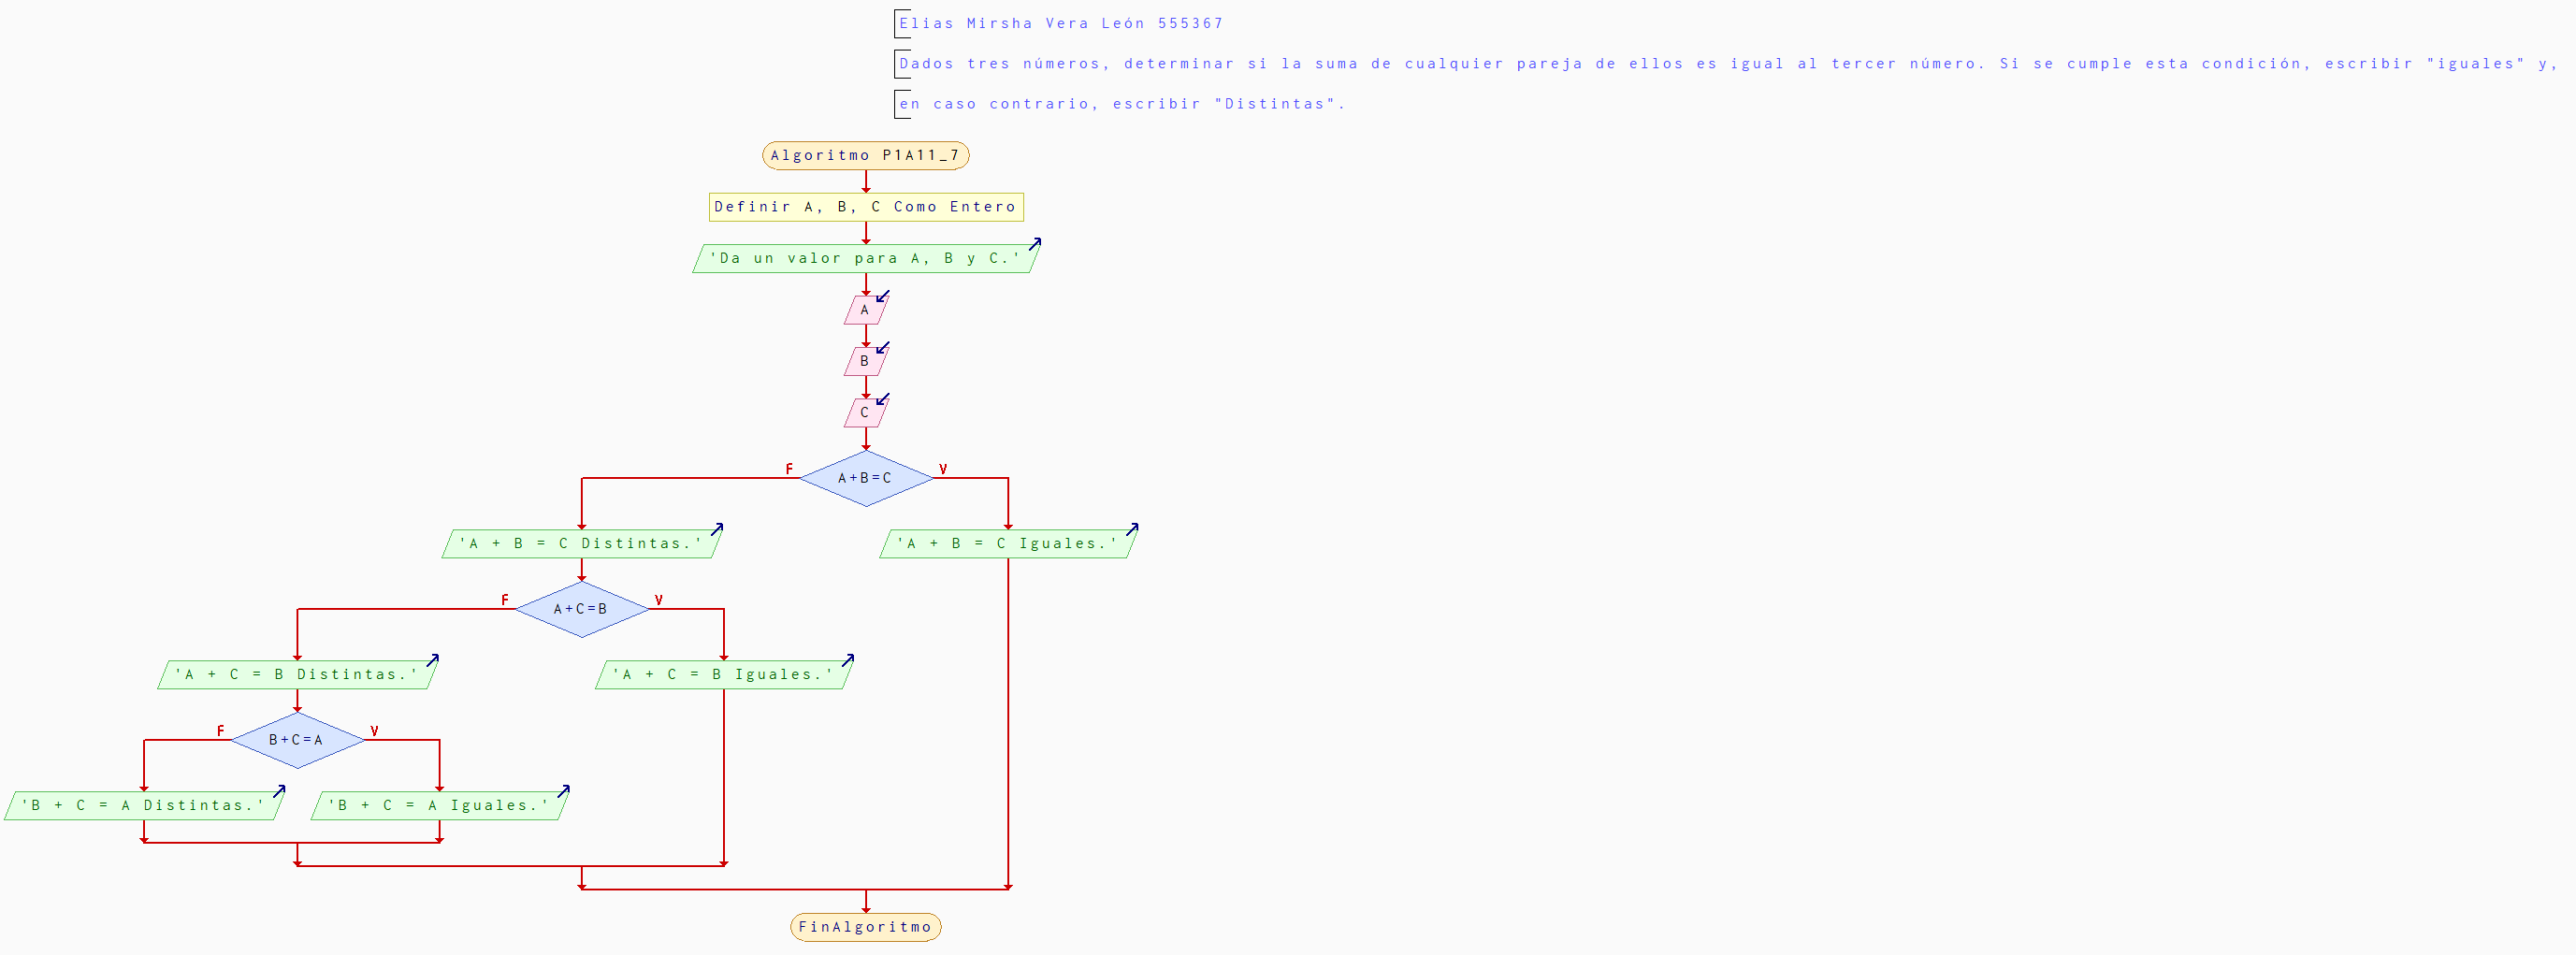 Elias Mirsha Vera León 555367
Dados tres números, determinar si la suma de cualquier pareja de ellos es igual al tercer número. Si se cumple esta condición, escribir "iguales" y,
en caso contrario, escribir "Distintas".
Algoritmo P1A11_7
Definir A, B, C Como Entero
'Da un valor para A, B y C.'
A
B
C
F
A+B=C
V
'A + B = C Distintas.'
'A + B = C Iguales.'
F
A+C=B
V
'A + C = B Distintas.'
'A + C = B Iguales.'
F
B+C=A
V
'B + C = A Distintas.'
'B + C = A Iguales.'
FinAlgoritmo